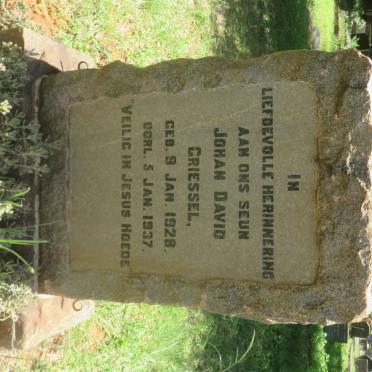 IN
LIEFDEVOLLE HERINNERING
AAN ONS SEUN
JOHAN DAVID
GRIESSEL,
GEB. 9 JAN. 1928.
OORL. 5 JAN. 1937.
"VEILIG IN JESUS HOEDE"